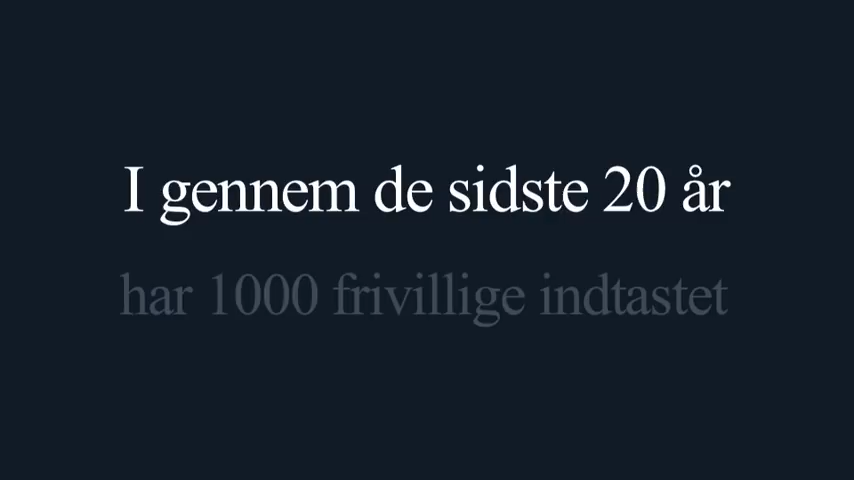 I gennem de sidste 20 år
har 1000 frivillige indtastet